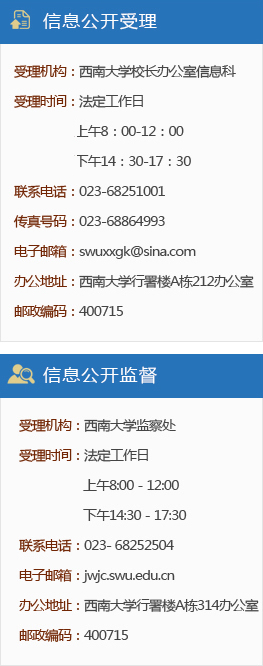 信息公开受理
受理机构：西南大学校长办公室信息科
受理时间：法定工作日
上午8：00-12：00
下午14：30-17：30
联系电话：023-68251001
传真号码：023-68864993
电子邮箱：swuxxgk@sina.com
办公地址：西南大学行署楼A栋212办公室
邮政编码：400715
信息公开监督
受理机构：西南大学监察处
受理时间：法定工作日
上午8:00 - 12:00
下午14:30 - 17:30
联系电话：023- 68252504
电子邮箱：jwjc.swu.edu.cn
办公地址：西南大学行署楼A栋314办公室
邮政编码：400715